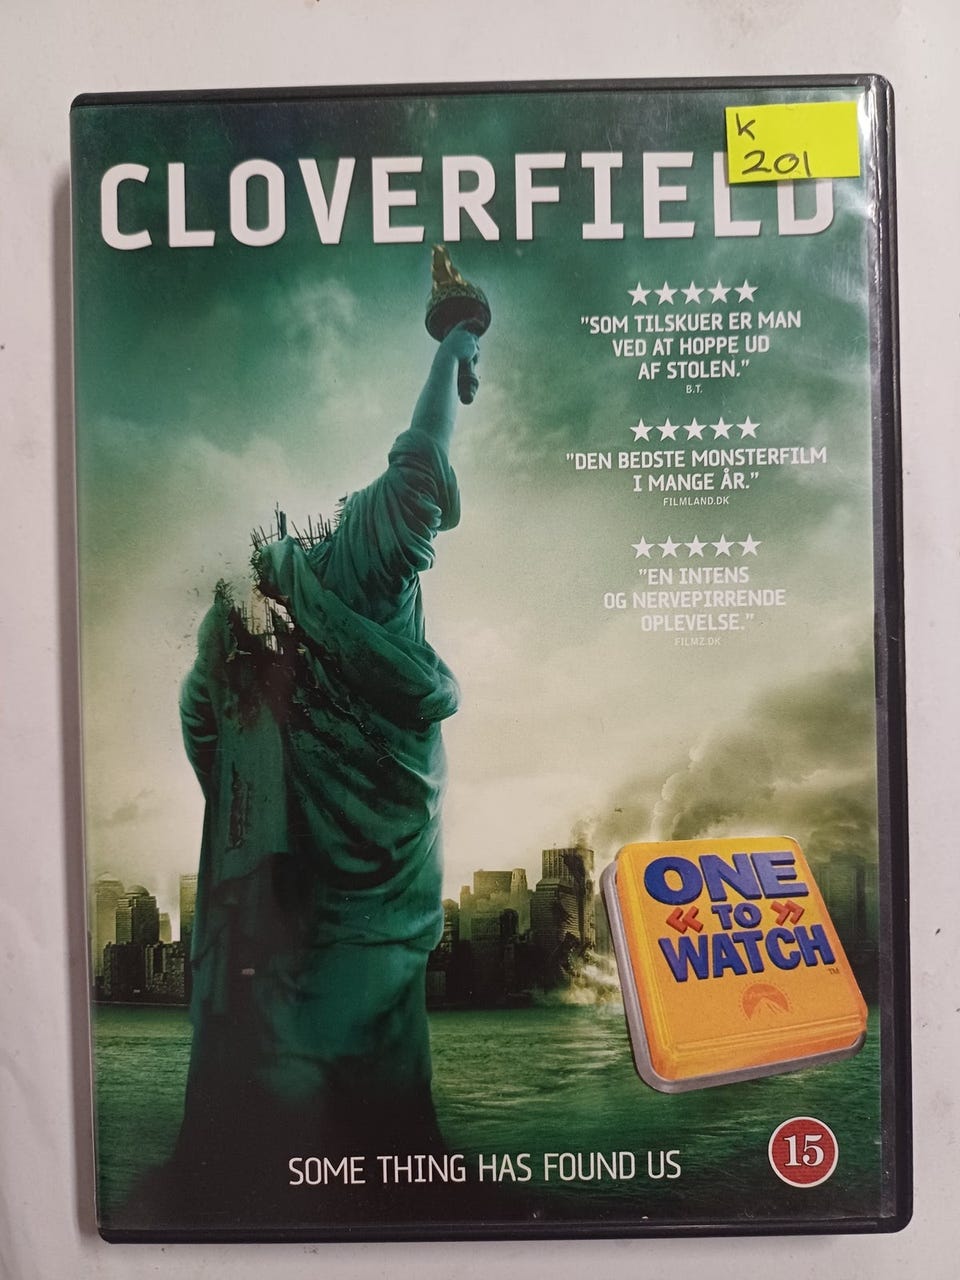 K
201
CLOVERFIELD
"SOM TILSKUER ER MAN
VED AT HOPPE UD
AF STOLEN."
B.T.
"DEN BEDSTE MONSTERFILM
I MANGE ÅR."
FILMLAND.DK
"EN INTENS
OG NERVEPIRRENDE
OPLEVELSE."
FILMZ.DK
ONE
« TO »
WATCH
TM
15
SOME THING HAS FOUND US